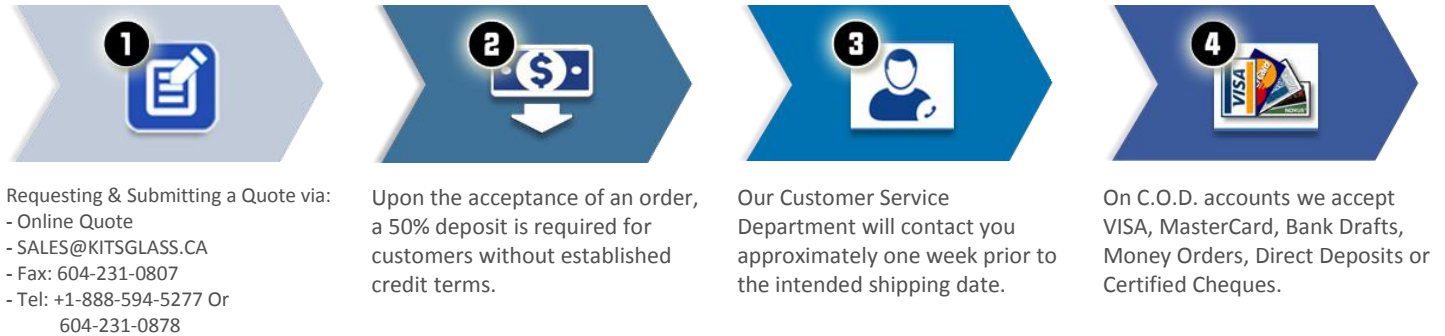 1
2
3
4
VISA
Requesting & Submitting a Quote via:
- Online Quote
- SALES@KITSGLASS.CA
- Fax: 604-231-0807
- Tel: +1-888-594-5277 Or
604-231-0878
Upon the acceptance of an order,
a 50% deposit is required for
customers without established
credit terms.
Our Customer Service
Department will contact you
approximately one week prior to
the intended shipping date.
On C.O.D. accounts we accept
VISA, MasterCard, Bank Drafts,
Money Orders, Direct Deposits or
Certified Cheques.